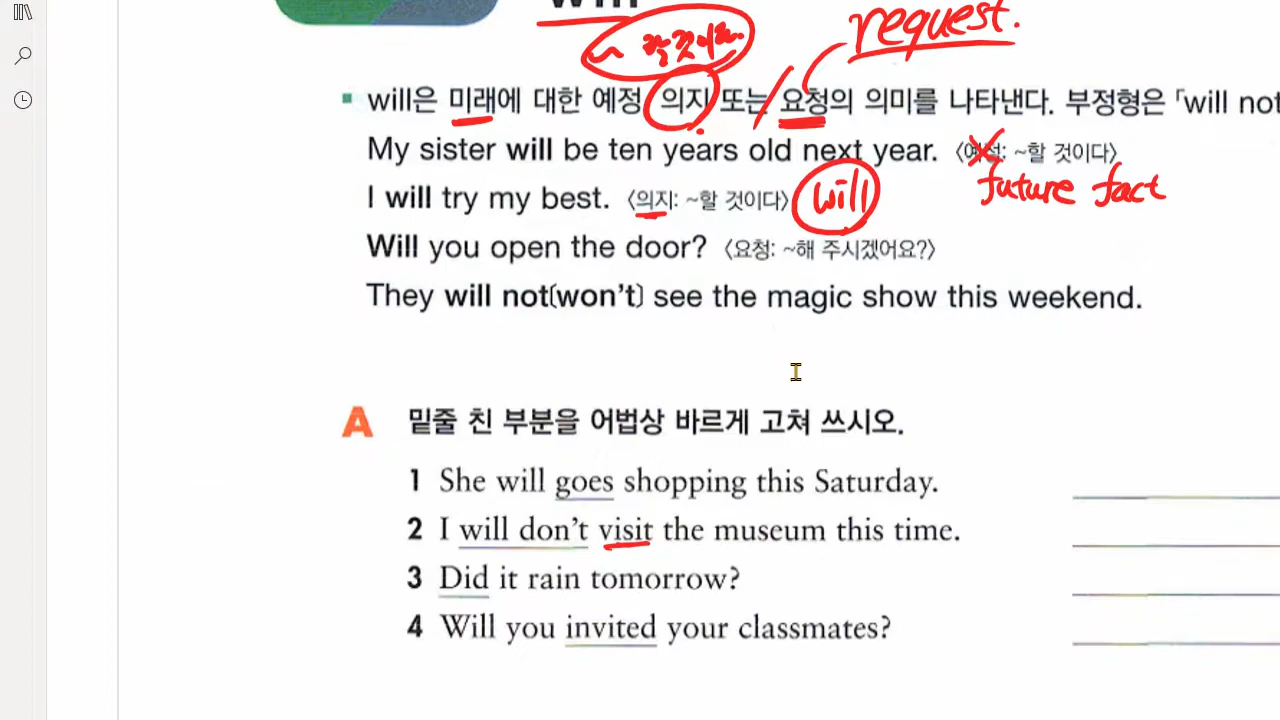 will
~ 할 것이다.
request.
will은 미래에 대한 예정 의지 또는 요청의 의미를 나타낸다. 부정형은 「will not
My sister will be ten years old next year. 〈예정: ~할 것이다〉
future fact
I will try my best. 〈의지: ~할 것이다〉 will
Will you open the door? 〈요청: ~해 주시겠어요?〉
They will not(won't) see the magic show this weekend.
A 밑줄 친 부분을 어법상 바르게 고쳐 쓰시오.
1 She will goes shopping this Saturday.
2 I will don't visit the museum this time.
3 Did it rain tomorrow?
4 Will you invited your classmates?